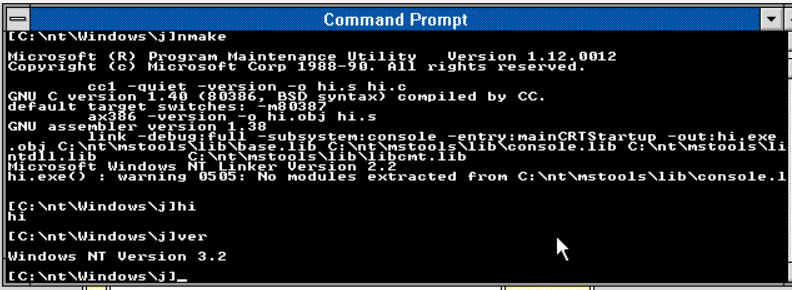 Command Prompt
[C:\nt\Windows\j]nmake
Microsoft (R) Program Maintenance Utility   Version 1.12.0012
Copyright (c) Microsoft Corp 1988-90. All rights reserved.
cc1 -quiet -version -o hi.s hi.c
GNU C version 1.40 (80386, BSD syntax) compiled by CC.
default target switches: -m80387
ax386 -version -o hi.obj hi.s
GNU assembler version 1.38
link -debug:full -subsystem:console -entry:mainCRTStartup -out:hi.exe
.obj C:\nt\mstools\lib\base.lib C:\nt\mstools\lib\console.lib C:\nt\mstools\li
ntdll.lib C:\nt\mstools\lib\libcmt.lib
Microsoft Windows NT Linker Version 2.2
hi.exe() : warning 0505: No modules extracted from C:\nt\mstools\lib\console.l
[C:\nt\Windows\j]hi
hi
[C:\nt\Windows\j]ver
Windows NT Version 3.2
[C:\nt\Windows\j]_